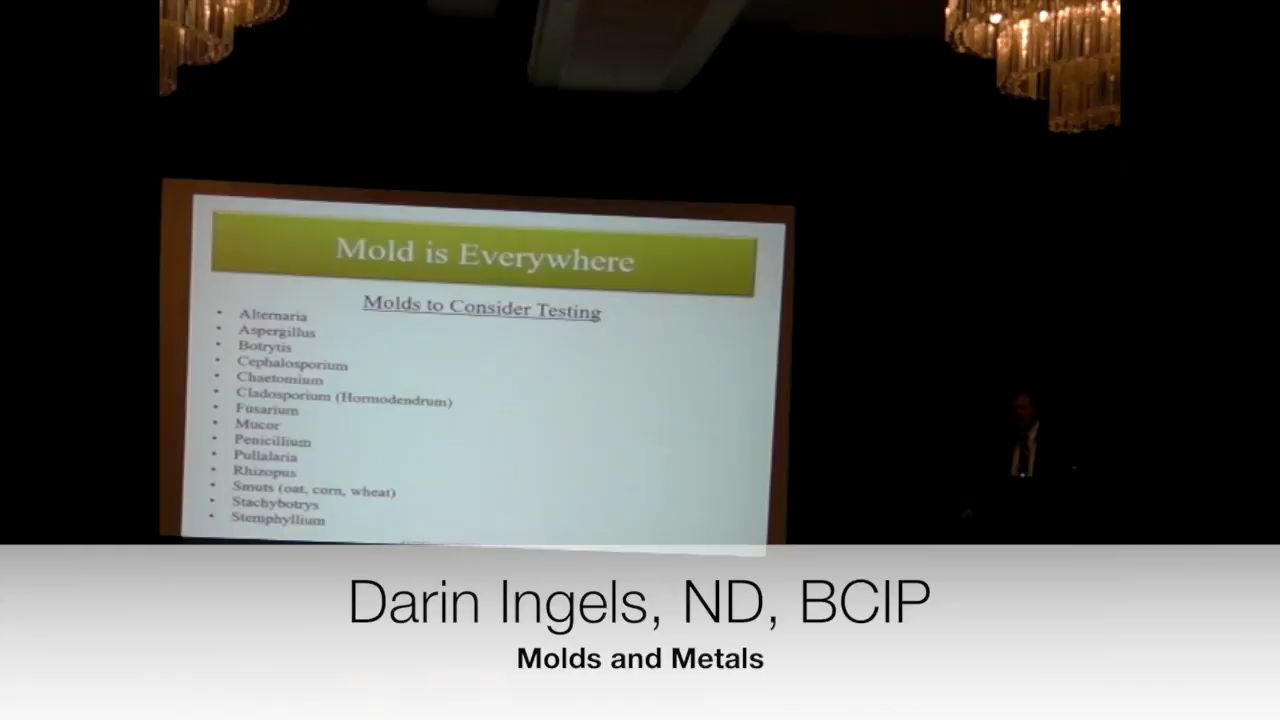 Mold is Everywhere
Molds to Consider Testing
• Alternaria
• Aspergillus
• Botrytis
• Cephalosporium
• Chaetomium
• Cladosporium (Hormodendrum)
• Fusarium
• Mucor
• Penicillium
• Pullalaria
• Rhizopus
• Smuts (oat, corn, wheat)
• Stachybotrys
• Stemphyllium
Darin Ingels, ND, BCIP
Molds and Metals